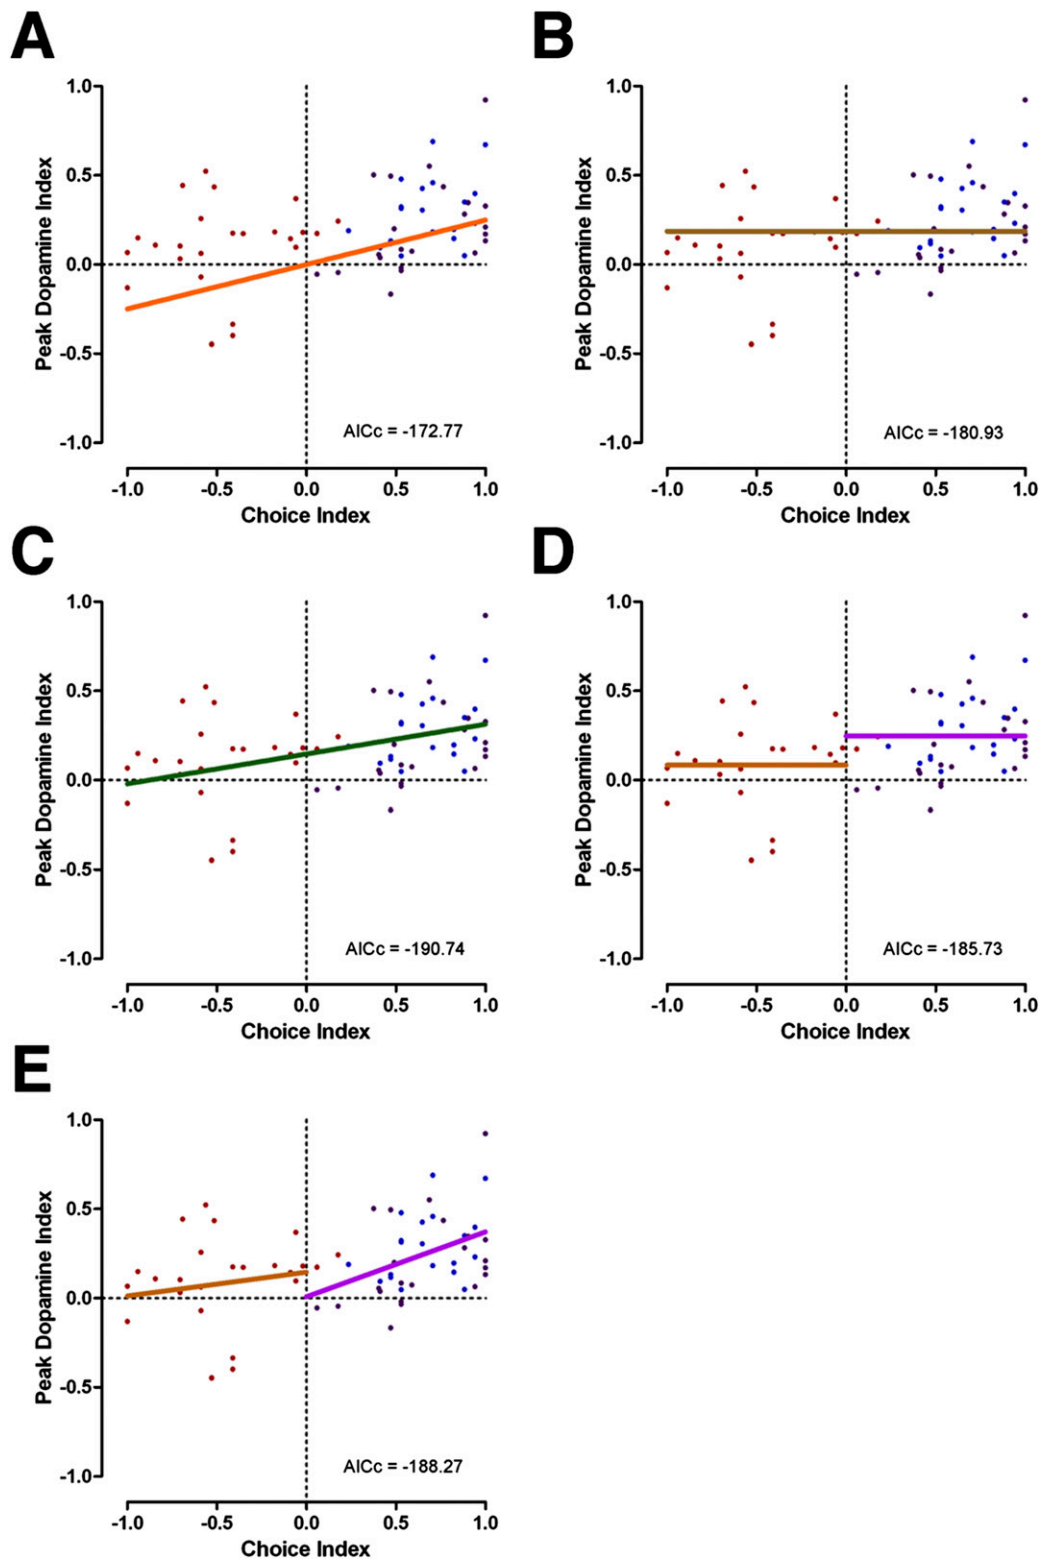 A
B
1.0
0.5
0.0
-0.5
-1.0
Peak Dopamine Index
AICc = -172.77
-1.0 -0.5 0.0 0.5 1.0
Choice Index
1.0
0.5
0.0
-0.5
-1.0
Peak Dopamine Index
AICc = -180.93
-1.0 -0.5 0.0 0.5 1.0
Choice Index
C
D
1.0
0.5
0.0
-0.5
-1.0
Peak Dopamine Index
AICc = -190.74
-1.0 -0.5 0.0 0.5 1.0
Choice Index
1.0
0.5
0.0
-0.5
-1.0
Peak Dopamine Index
AICc = -185.73
-1.0 -0.5 0.0 0.5 1.0
Choice Index
E
1.0
0.5
0.0
-0.5
-1.0
Peak Dopamine Index
AICc = -188.27
-1.0 -0.5 0.0 0.5 1.0
Choice Index